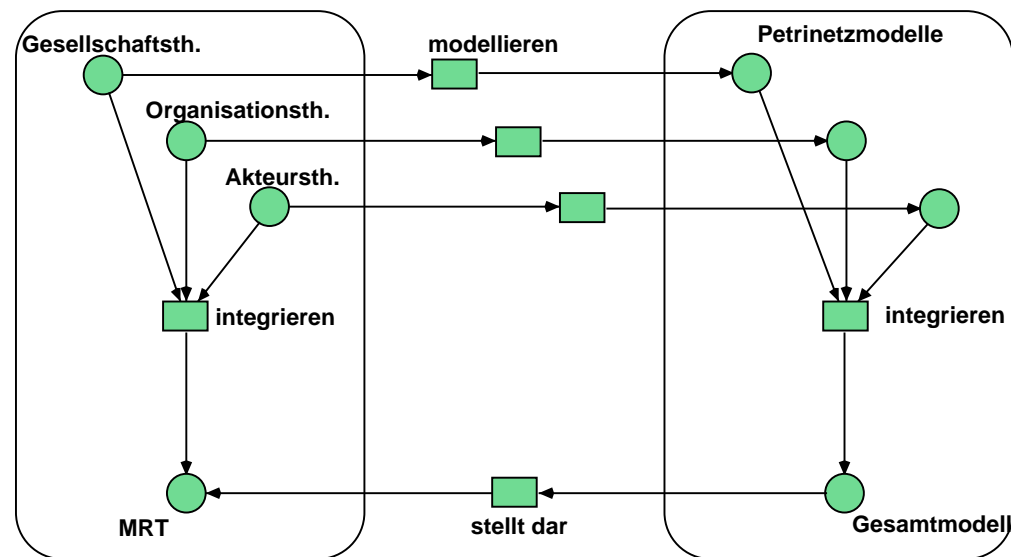 Gesellschaftsth.
modellieren
Petrinetzmodelle
Organisationsth.
Akteursth.
integrieren
integrieren
MRT
stellt dar
Gesamtmodell